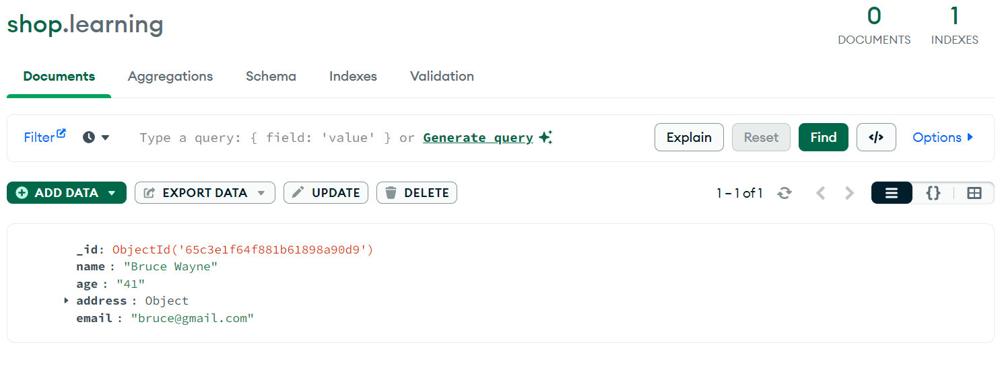 shop.learning
0 1
DOCUMENTS INDEXES
Documents Aggregations Schema Indexes Validation
Filter Type a query: { field: 'value' } or Generate query Explain Reset Find </> Options
ADD DATA EXPORT DATA UPDATE DELETE 1 – 1 of 1 {}
_id: ObjectId('65c3e1f64f881b61898a90d9')
name : "Bruce Wayne"
age : "41"
address : Object
email : "bruce@gmail.com"